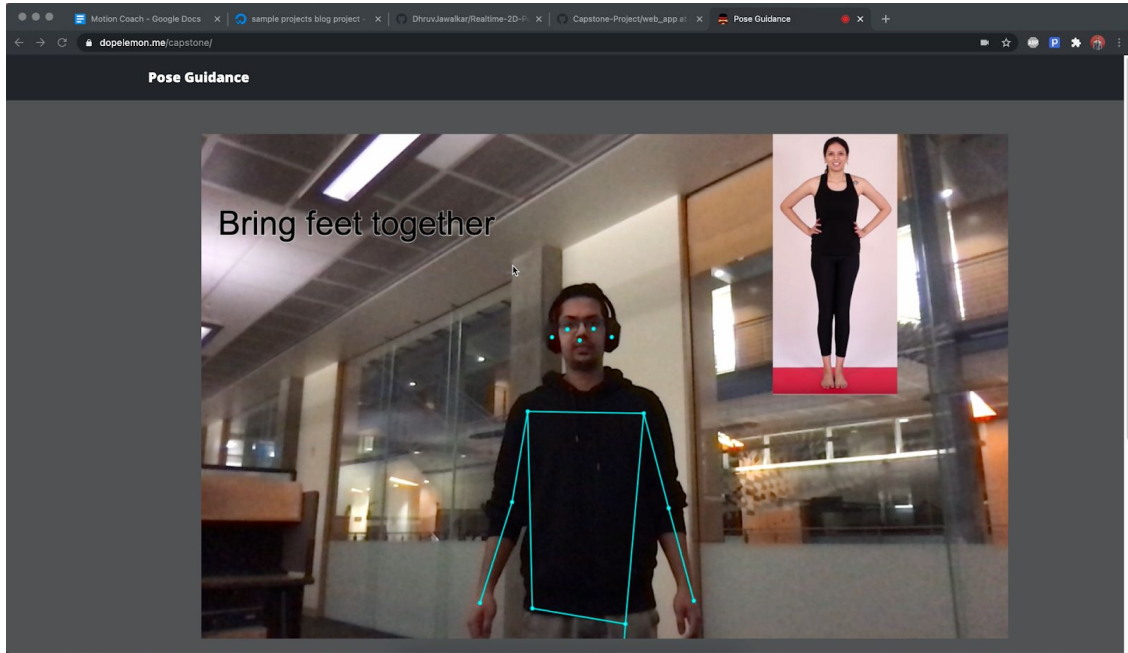 Motion Coach - Google Docs
sample projects blog project -
DhruvJawalkar/Realtime-2D-Po
Capstone-Project/web_app at
Pose Guidance
dopelemon.me/capstone/
Pose Guidance
Bring feet together